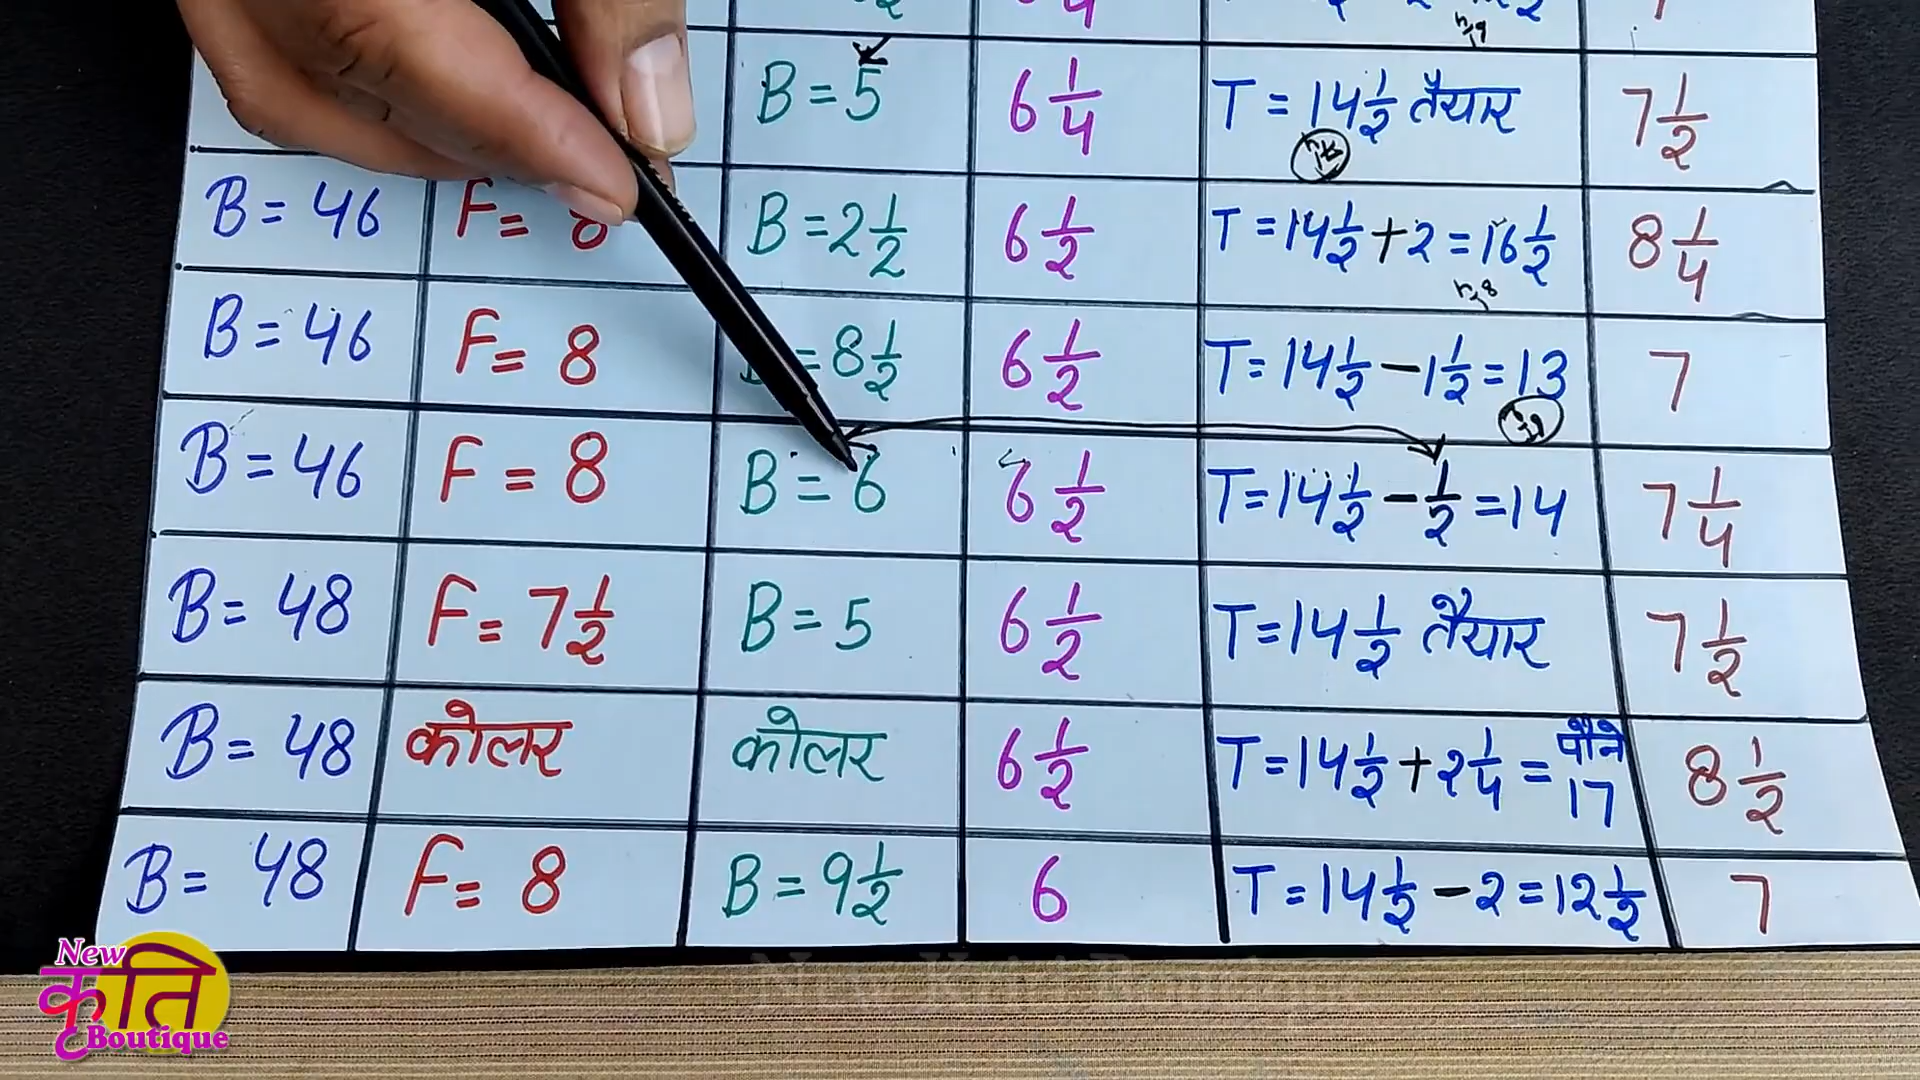 B = 5 6 1/4 T = 14 1/2 तैयार 7 1/2
B = 46 F = 8 B = 2 1/2 6 1/2 T = 14 1/2 + 2 = 16 1/2 8 1/4
B = 46 F = 8 = 8 1/2 6 1/2 T = 14 1/2 - 1 1/2 = 13 7
B = 46 F = 8 B = 6 6 1/2 T = 14 1/2 - 1/2 = 14 7 1/4
B = 48 F = 7 1/2 B = 5 6 1/2 T = 14 1/2 तैयार 7 1/2
B = 48 कोलर कोलर 6 1/2 T = 14 1/2 + 2 1/4 = पौने 17 8 1/2
B = 48 F = 8 B = 9 1/2 6 T = 14 1/2 - 2 = 12 1/2 7
New
कृति
Boutique